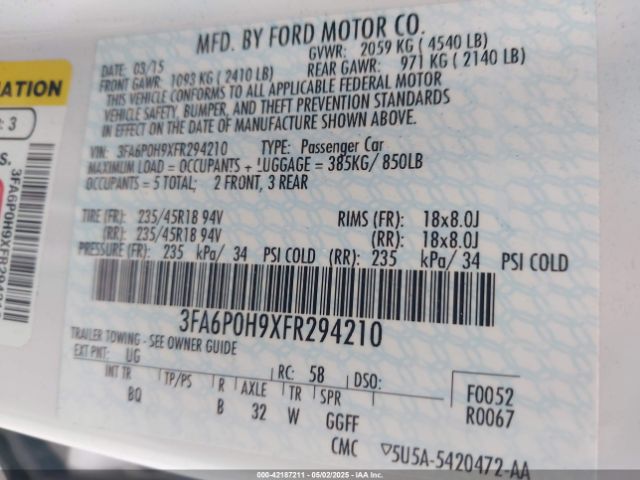 MFD. BY FORD MOTOR CO.
DATE: 03/15 GVWR: 2059 KG ( 4540 LB)
FRONT GAWR: 1093 KG ( 2410 LB) REAR GAWR: 971 KG ( 2140 LB)
THIS VEHICLE CONFORMS TO ALL APPLICABLE FEDERAL MOTOR
VEHICLE SAFETY, BUMPER, AND THEFT PREVENTION STANDARDS
IN EFFECT ON THE DATE OF MANUFACTURE SHOWN ABOVE.
VIN: 3FA6P0H9XFR294210 TYPE: Passenger Car
MAXIMUM LOAD = OCCUPANTS + LUGGAGE = 385KG/ 850LB
OCCUPANTS = 5 TOTAL; 2 FRONT, 3 REAR
TIRE (FR): 235/45R18 94V RIMS (FR): 18x8.0J
(RR): 235/45R18 94V (RR): 18x8.0J
PRESSURE (FR): 235 kPa/ 34 PSI COLD (RR): 235 kPa/ 34 PSI COLD
3FA6P0H9XFR294210
TRAILER TOWING - SEE OWNER GUIDE
EXT PNT: UG RC: 58 DSO: F0052
INT TR TP/PS R AXLE TR SPR R0067
BQ B 32 W GGFF
CMC ▽5U5A-5420472-AA
: 3
S.
00-42187211 - 05/02/2025 - IAA Inc.